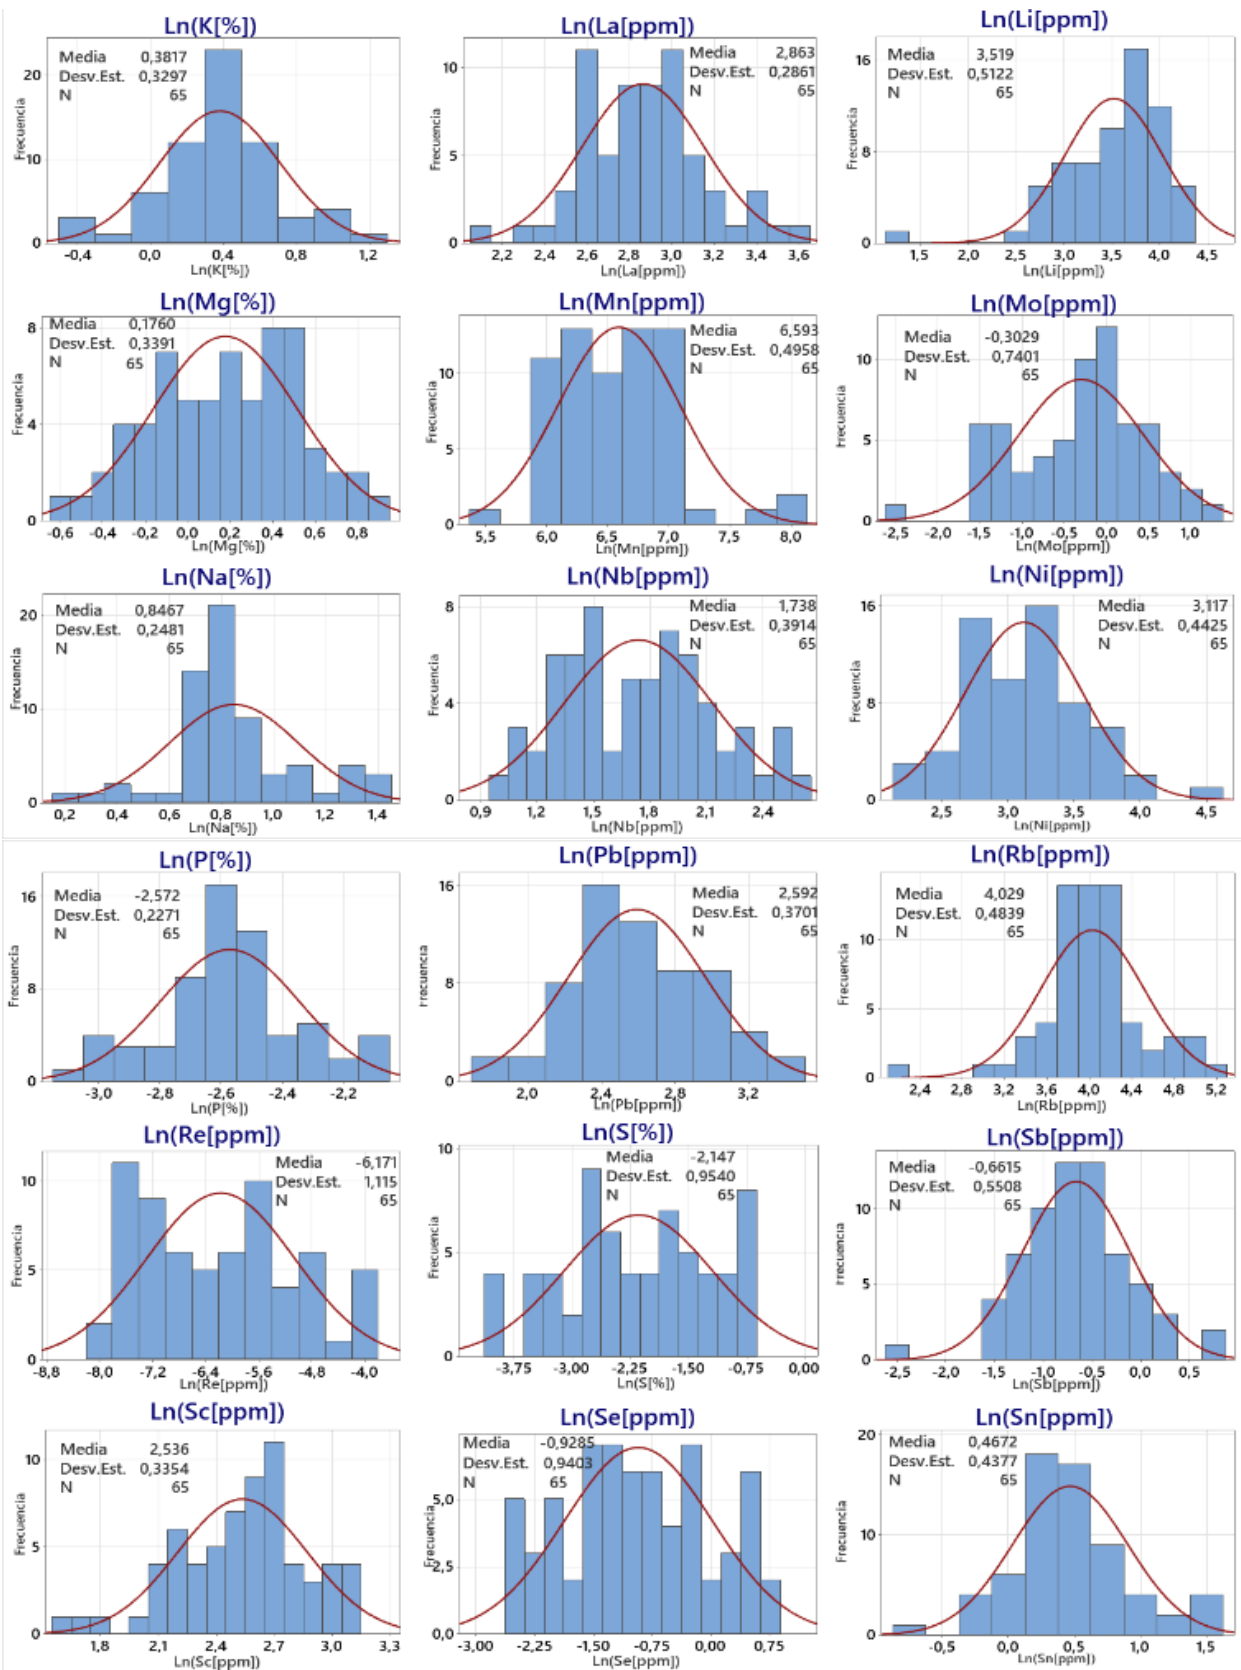 Ln(K[%])
Media 0,3817
Desv.Est. 0,3297
N 65
Frecuencia
20
10
0
-0,4 0,0 0,4 0,8 1,2
Ln(K[%])
Ln(La[ppm])
Media 2,863
Desv.Est. 0,2861
N 65
Frecuencia
10
5
0
2,2 2,4 2,6 2,8 3,0 3,2 3,4 3,6
Ln(La[ppm])
Ln(Li[ppm])
Media 3,519
Desv.Est. 0,5122
N 65
Frecuencia
16
8
0
1,5 2,0 2,5 3,0 3,5 4,0 4,5
Ln(Li[ppm])
Ln(Mg[%])
Media 0,1760
Desv.Est. 0,3391
N 65
Frecuencia
8
4
0
-0,6 -0,4 -0,2 0,0 0,2 0,4 0,6 0,8
Ln(Mg[%])
Ln(Mn[ppm])
Media 6,593
Desv.Est. 0,4958
N 65
Frecuencia
10
5
0
5,5 6,0 6,5 7,0 7,5 8,0
Ln(Mn[ppm])
Ln(Mo[ppm])
Media -0,3029
Desv.Est. 0,7401
N 65
Frecuencia
10
5
0
-2,5 -2,0 -1,5 -1,0 -0,5 0,0 0,5 1,0
Ln(Mo[ppm])
Ln(Na[%])
Media 0,8467
Desv.Est. 0,2481
N 65
Frecuencia
20
10
0
0,2 0,4 0,6 0,8 1,0 1,2 1,4
Ln(Na[%])
Ln(Nb[ppm])
Media 1,738
Desv.Est. 0,3914
N 65
Frecuencia
8
4
0
0,9 1,2 1,5 1,8 2,1 2,4
Ln(Nb[ppm])
Ln(Ni[ppm])
Media 3,117
Desv.Est. 0,4425
N 65
Frecuencia
16
8
0
2,5 3,0 3,5 4,0 4,5
Ln(Ni[ppm])
Ln(P[%])
Media -2,572
Desv.Est. 0,2271
N 65
Frecuencia
16
8
0
-3,0 -2,8 -2,6 -2,4 -2,2
Ln(P[%])
Ln(Pb[ppm])
Media 2,592
Desv.Est. 0,3701
N 65
Frecuencia
16
8
0
2,0 2,4 2,8 3,2
Ln(Pb[ppm])
Ln(Rb[ppm])
Media 4,029
Desv.Est. 0,4839
N 65
Frecuencia
10
5
0
2,4 2,8 3,2 3,6 4,0 4,4 4,8 5,2
Ln(Rb[ppm])
Ln(Re[ppm])
Media -6,171
Desv.Est. 1,115
N 65
Frecuencia
10
5
0
-8,8 -8,0 -7,2 -6,4 -5,6 -4,8 -4,0
Ln(Re[ppm])
Ln(S[%])
Media -2,147
Desv.Est. 0,9540
N 65
Frecuencia
10
5
0
-3,75 -3,00 -2,25 -1,50 -0,75 0,00
Ln(S[%])
Ln(Sb[ppm])
Media -0,6615
Desv.Est. 0,5508
N 65
Frecuencia
10
5
0
-2,5 -2,0 -1,5 -1,0 -0,5 0,0 0,5
Ln(Sb[ppm])
Ln(Sc[ppm])
Media 2,536
Desv.Est. 0,3354
N 65
Frecuencia
10
5
0
1,8 2,1 2,4 2,7 3,0 3,3
Ln(Sc[ppm])
Ln(Se[ppm])
Media -0,9285
Desv.Est. 0,9403
N 65
Frecuencia
5,0
2,5
0,0
-3,00 -2,25 -1,50 -0,75 0,00 0,75
Ln(Se[ppm])
Ln(Sn[ppm])
Media 0,4672
Desv.Est. 0,4377
N 65
Frecuencia
20
10
0
-0,5 0,0 0,5 1,0 1,5
Ln(Sn[ppm])